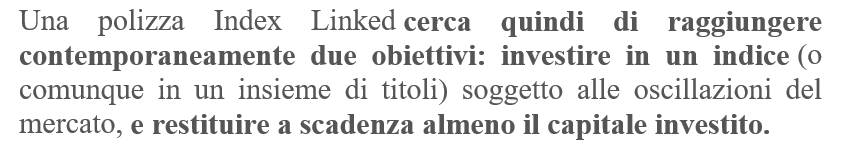 Una polizza Index Linked cerca quindi di raggiungere
contemporaneamente due obiettivi: investire in un indice (o
comunque in un insieme di titoli) soggetto alle oscillazioni del
mercato, e restituire a scadenza almeno il capitale investito.